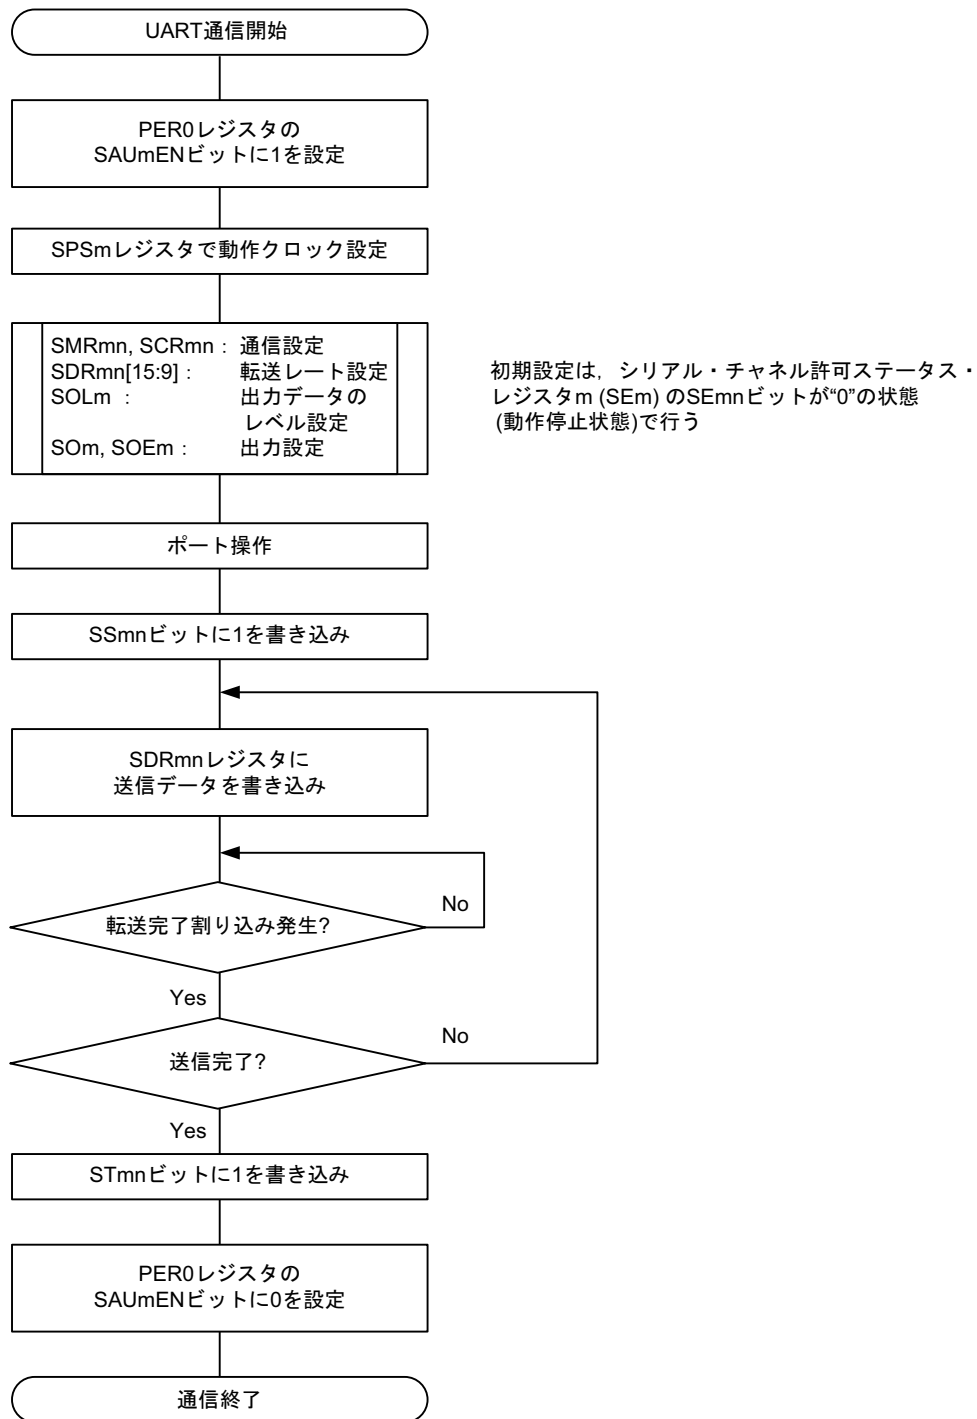 UART通信開始
PER0レジスタの
SAUmENビットに1を設定
SPSmレジスタで動作クロック設定
SMRmn, SCRmn： 通信設定
SDRmn[15:9]： 転送レート設定
SOLm ： 出力データの
レベル設定
SOm, SOEm： 出力設定
初期設定は，シリアル・チャネル許可ステータス・
レジスタm (SEm) のSEmnビットが“0”の状態
(動作停止状態)で行う
ポート操作
SSmnビットに1を書き込み
SDRmnレジスタに
送信データを書き込み
転送完了割り込み発生?
No
Yes
送信完了?
No
Yes
STmnビットに1を書き込み
PER0レジスタの
SAUmENビットに0を設定
通信終了